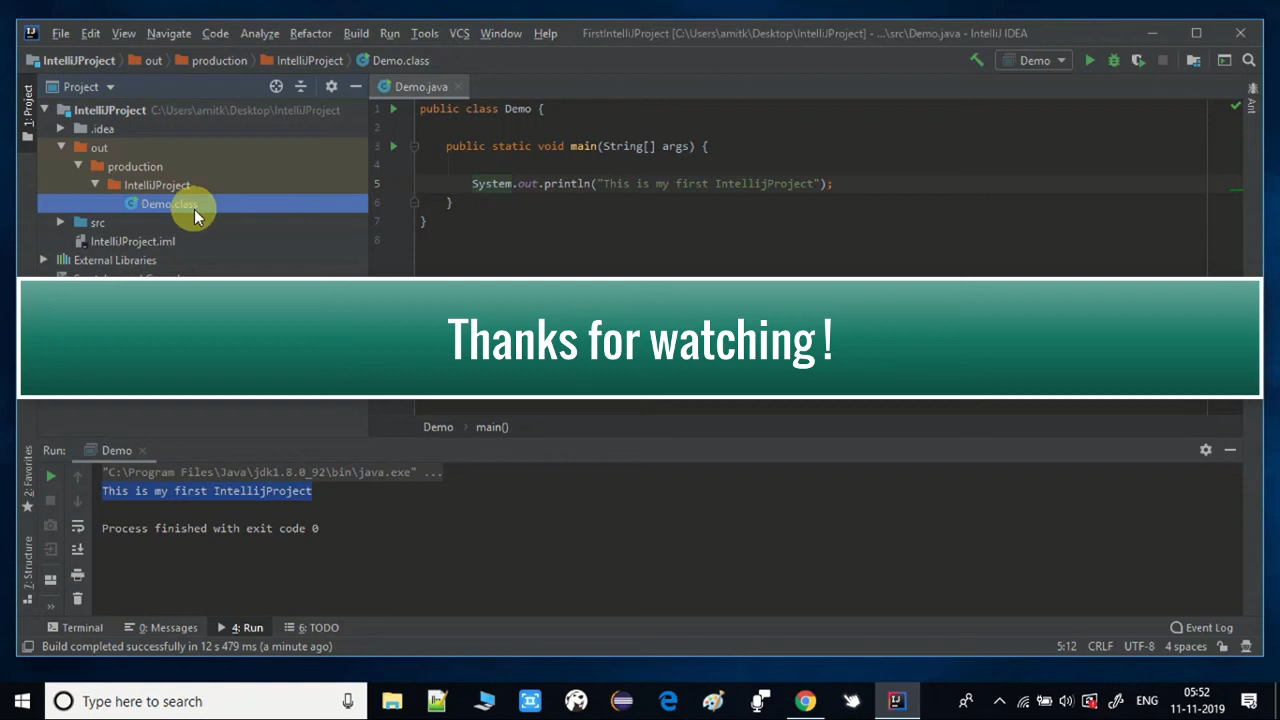 File Edit View Navigate Code Analyze Refactor Build Run Tools VCS Window Help FirstIntelliJProject [C:\Users\amitk\Desktop\IntelliJProject] - ...\src\Demo.java - IntelliJ IDEA
IntelliJProject out production IntelliJProject Demo.class Demo
Project
Demo.java
1: Project
Ant
IntelliJProject C:\Users\amitk\Desktop\IntelliJProject
.idea
out
production
IntelliJProject
Demo.class
src
IntelliJProject.iml
External Libraries
1 public class Demo {
2
3 public static void main(String[] args) {
4
5 System.out.println("This is my first IntellijProject");
6 }
7 }
8
Thanks for watching !
Demo > main()
Run: Demo
"C:\Program Files\Java\jdk1.8.0_92\bin\java.exe" ...
This is my first IntellijProject
Process finished with exit code 0
2: Favorites
7: Structure
Terminal 0: Messages 4: Run 6: TODO Event Log
Build completed successfully in 12 s 479 ms (a minute ago) 5:12 CRLF UTF-8 4 spaces
Type here to search ENG 05:52
11-11-2019